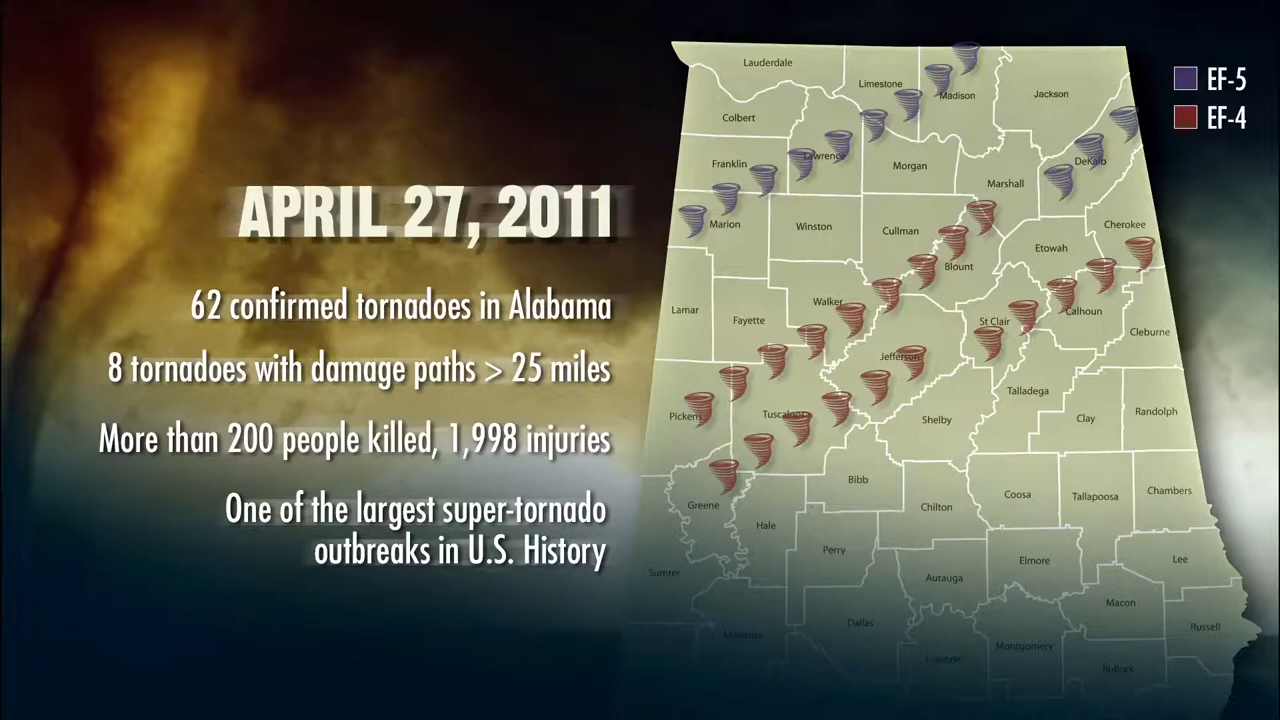 APRIL 27, 2011
62 confirmed tornadoes in Alabama
8 tornadoes with damage paths > 25 miles
More than 200 people killed, 1,998 injuries
One of the largest super-tornado
outbreaks in U.S. History
EF-5
EF-4
Lauderdale
Limestone
Madison
Jackson
Colbert
Lawrence
Franklin
Morgan
DeKalb
Marshall
Marion
Winston
Cullman
Cherokee
Etowah
Blount
Walker
Lamar
Fayette
St Clair
Calhoun
Cleburne
Jefferson
Talladega
Pickens
Tuscaloosa
Shelby
Clay
Randolph
Bibb
Coosa
Tallapoosa
Chambers
Greene
Chilton
Hale
Perry
Elmore
Lee
Sumter
Autauga
Macon
Dallas
Russell
Marengo
Montgomery
Lowndes
Bullock